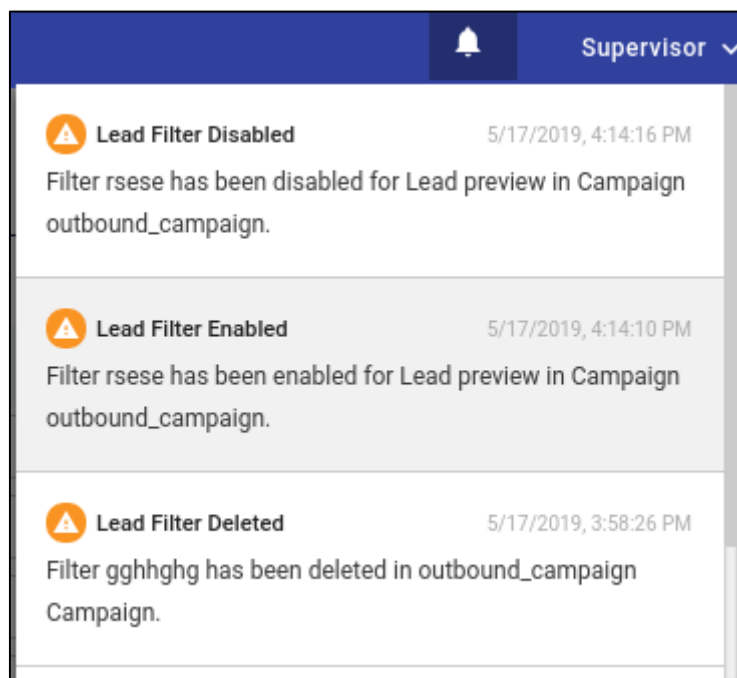 Supervisor
Lead Filter Disabled 5/17/2019, 4:14:16 PM
Filter rsese has been disabled for Lead preview in Campaign
outbound_campaign.
Lead Filter Enabled 5/17/2019, 4:14:10 PM
Filter rsese has been enabled for Lead preview in Campaign
outbound_campaign.
Lead Filter Deleted 5/17/2019, 3:58:26 PM
Filter gghhghg has been deleted in outbound_campaign
Campaign.